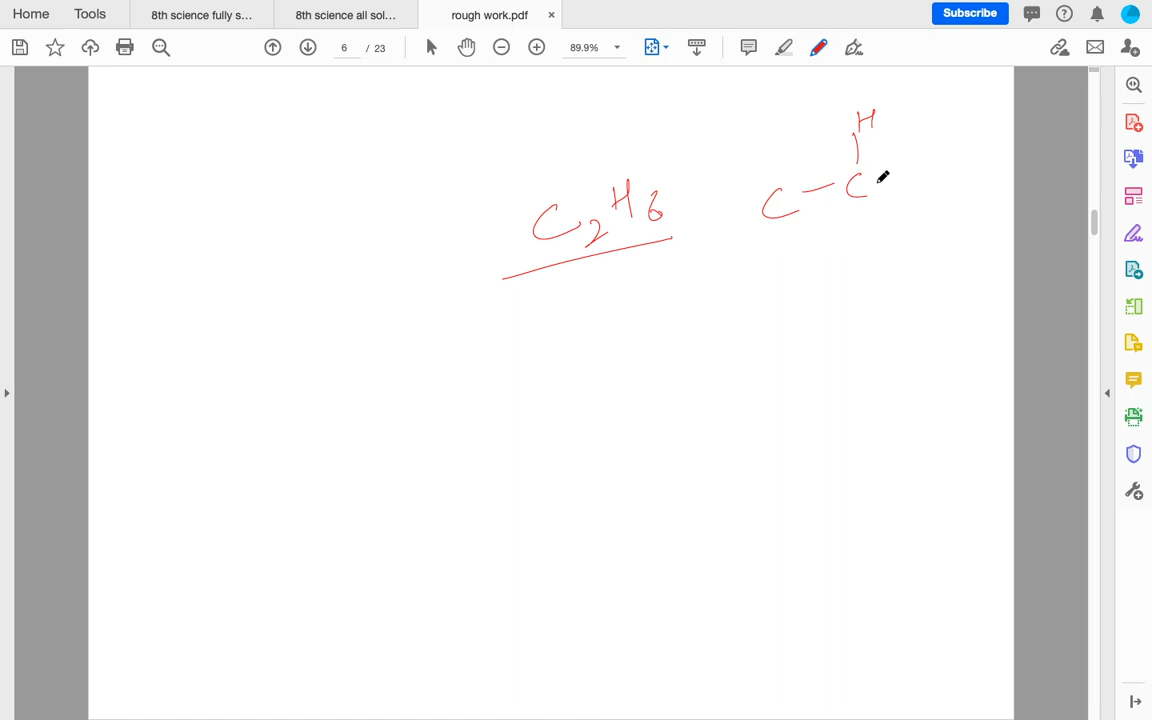 Home Tools 8th science fully s... 8th science all sol... rough work.pdf × Subscribe
6 / 23 89.9%
H
C₂H₆ C – C